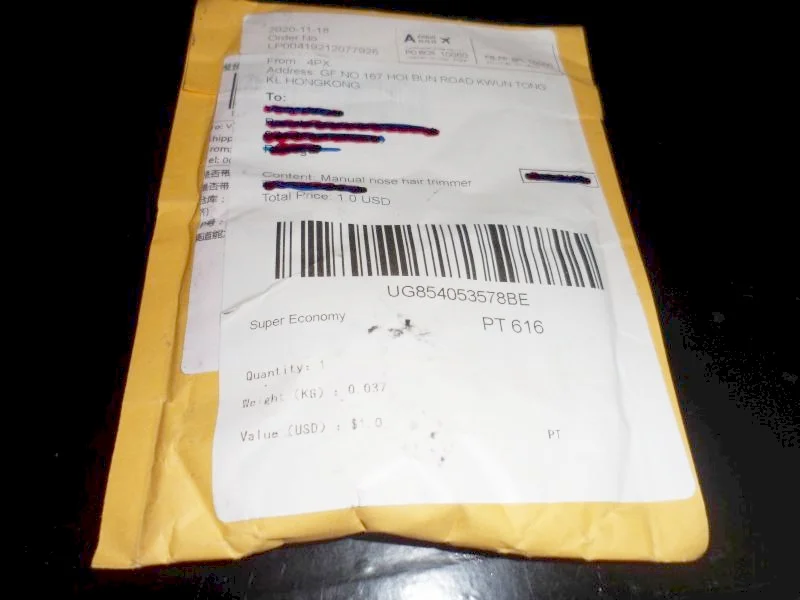 2020-11-18
Order No
LP00419212077926
A
PO BOX 10000
From: 4PX
Address: GF NO 167 HOI BUN ROAD KWUN TONG
KL HONGKONG
To:
Content: Manual nose hair trimmer
Total Price: 1.0 USD
UG854053578BE
Super Economy
PT 616
Quantity: 1
Weight (KG) : 0.037
Value (USD) : $1.0
PT